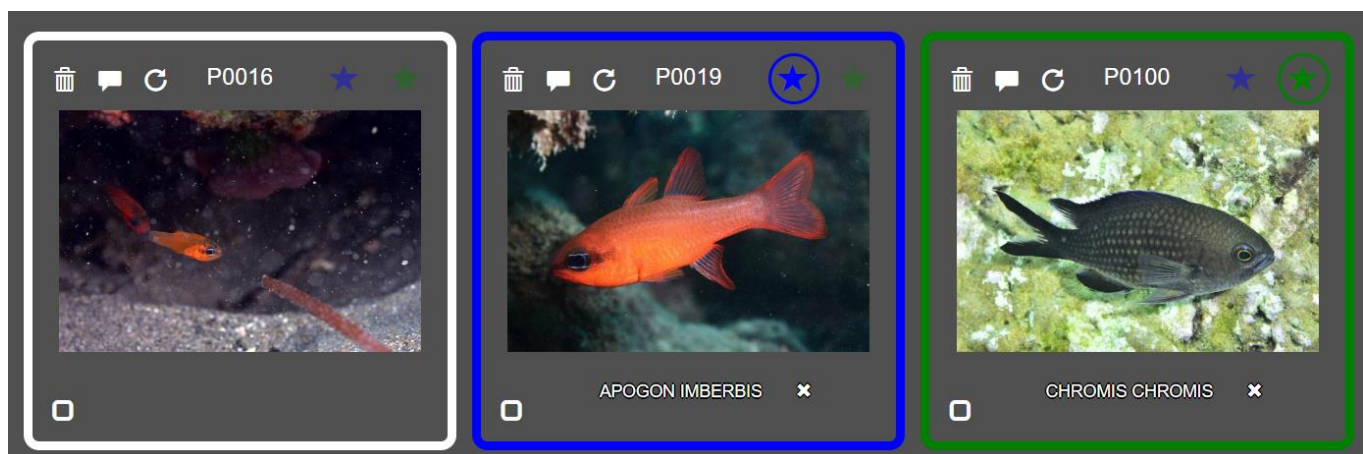 P0016
P0019
P0100
APOGON IMBERBIS
CHROMIS CHROMIS